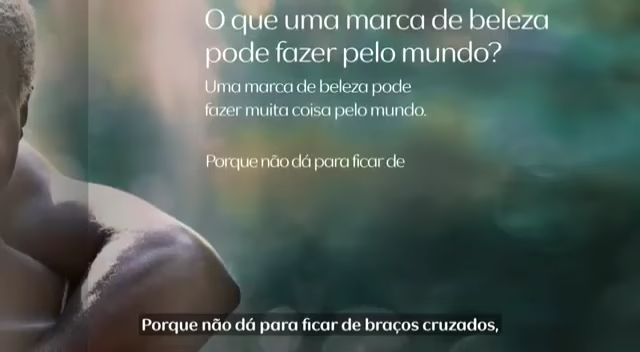 O que uma marca de beleza
pode fazer pelo mundo?
Uma marca de beleza pode
fazer muita coisa pelo mundo.
Porque não dá para ficar de
Porque não dá para ficar de braços cruzados,